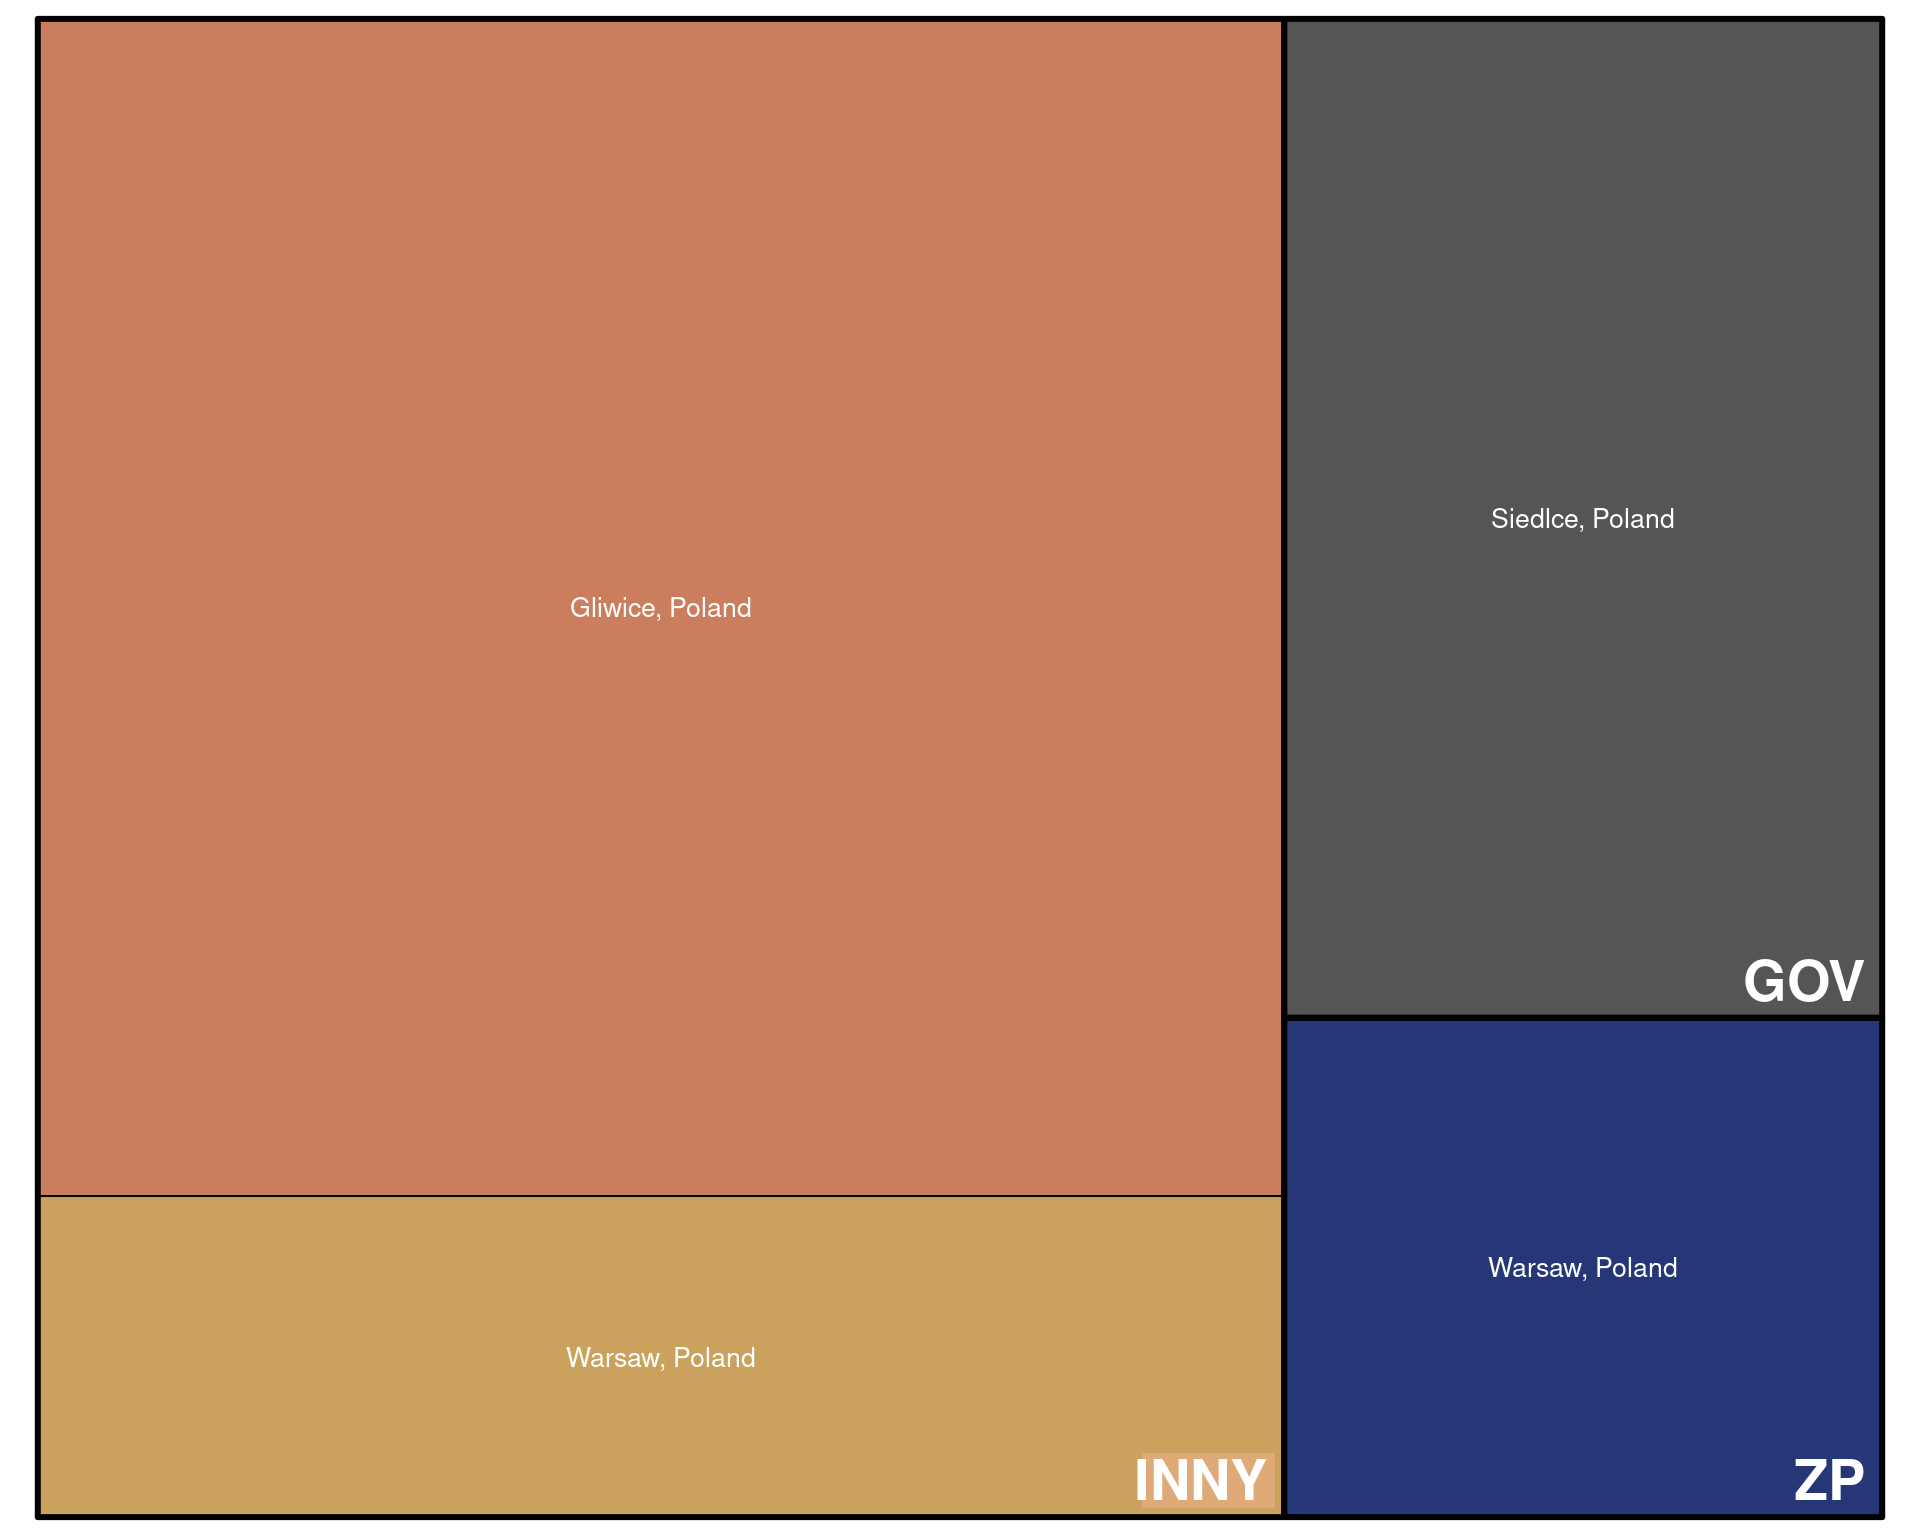 Gliwice, Poland
Warsaw, Poland
INNY
Siedlce, Poland
GOV
Warsaw, Poland
ZP